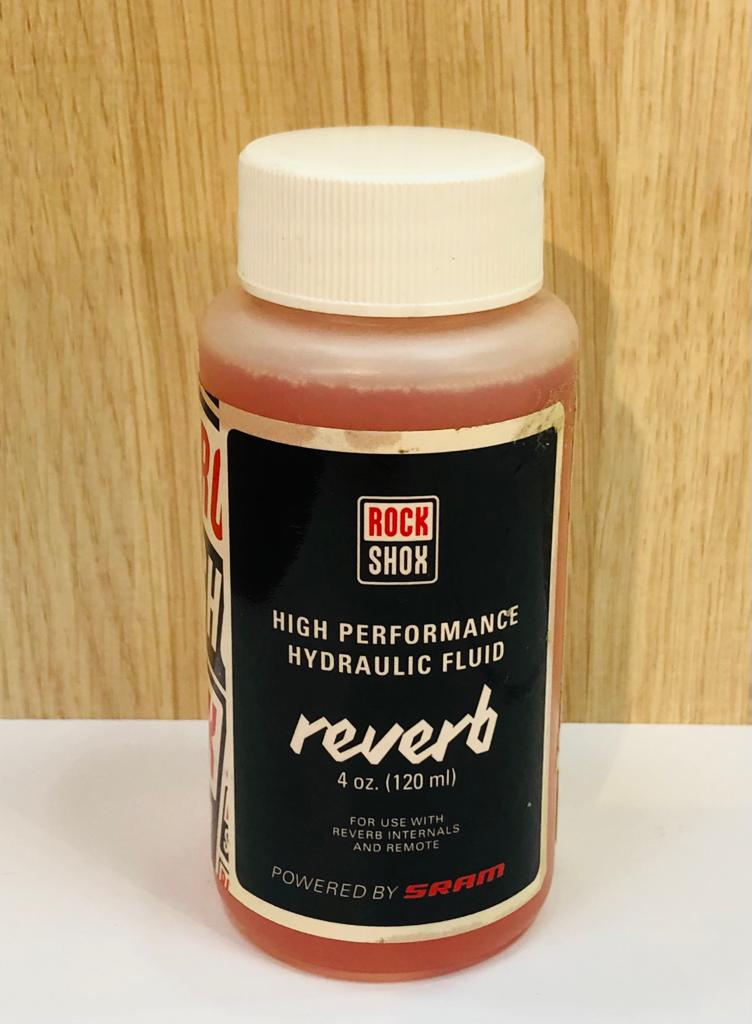 ROCK
SHOX
HIGH PERFORMANCE
HYDRAULIC FLUID
reverb
4 oz. (120 ml)
FOR USE WITH
REVERB INTERNALS
AND REMOTE
POWERED BY SRAM